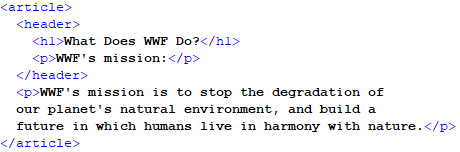 <article>
<header>
<h1>What Does WWF Do?</h1>
<p>WWF's mission:</p>
</header>
<p>WWF's mission is to stop the degradation of
our planet's natural environment, and build a
future in which humans live in harmony with nature.</p>
</article>